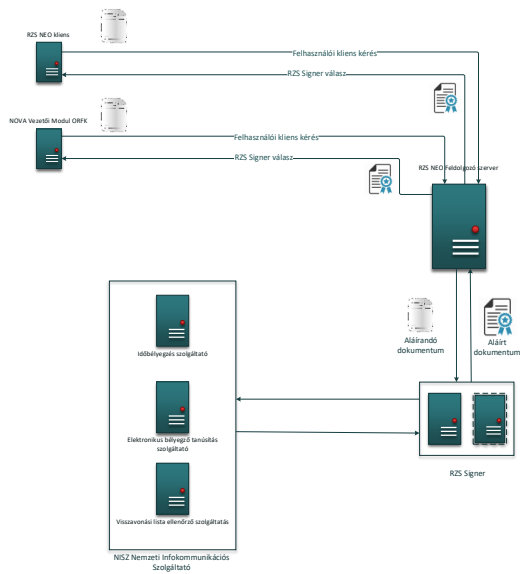 RZS NEO kliens
Felhasználói kliens kérés
RZS Signer válasz
NOVA Vezetői Modul ORFK
Felhasználói kliens kérés
RZS Signer válasz
RZS NEO Feldolgozó szerver
Aláírandó
dokumentum
Aláírt
dokumentum
Időbélyegzés szolgáltató
Elektronikus bélyegző tanúsítás
szolgáltató
Visszavonási lista ellenőrző szolgáltatás
RZS Signer
NISZ Nemzeti Infokommunikációs
Szolgáltató